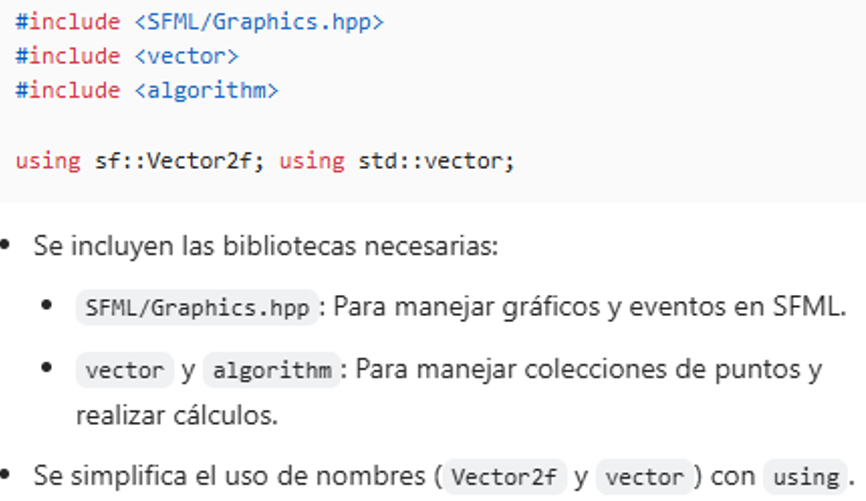 #include <SFML/Graphics.hpp>
#include <vector>
#include <algorithm>
using sf::Vector2f; using std::vector;
• Se incluyen las bibliotecas necesarias:
• SFML/Graphics.hpp: Para manejar gráficos y eventos en SFML.
• vector y algorithm: Para manejar colecciones de puntos y
realizar cálculos.
• Se simplifica el uso de nombres (Vector2f y vector) con using.